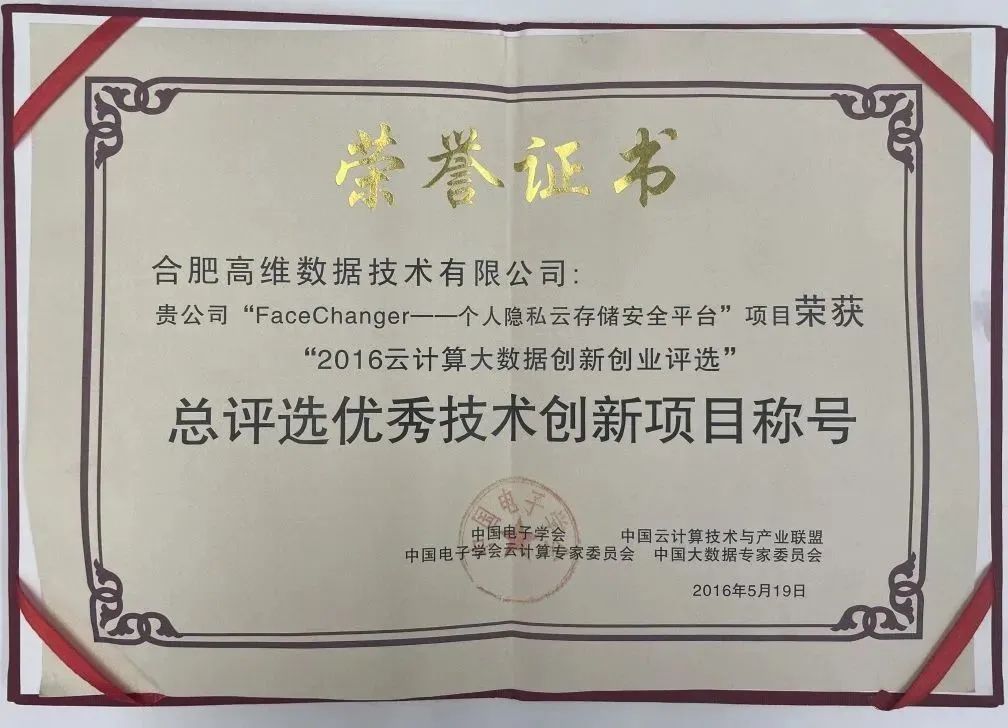 荣誉证书
合肥高维数据技术有限公司：
贵公司“FaceChanger——个人隐私云存储安全平台”项目荣获
“2016云计算大数据创新创业评选”
总评选优秀技术创新项目称号
中国电子学会 中国云计算技术与产业联盟
中国电子学会云计算专家委员会 中国大数据专家委员会
2016年5月19日
中国电子学会